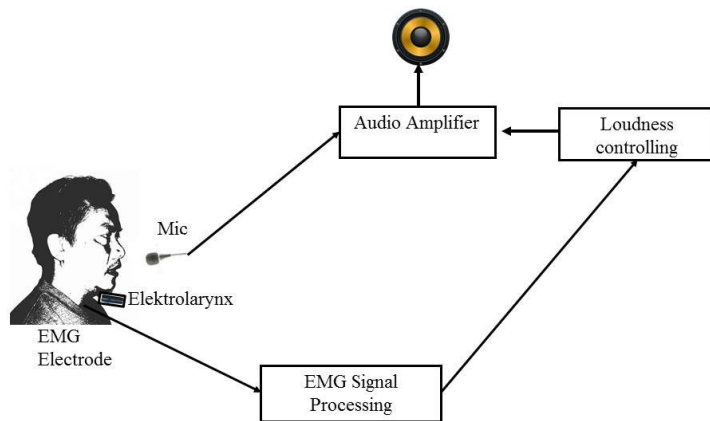 Audio Amplifier
Loudness
controlling
Mic
Elektrolarynx
EMG
Electrode
EMG Signal
Processing